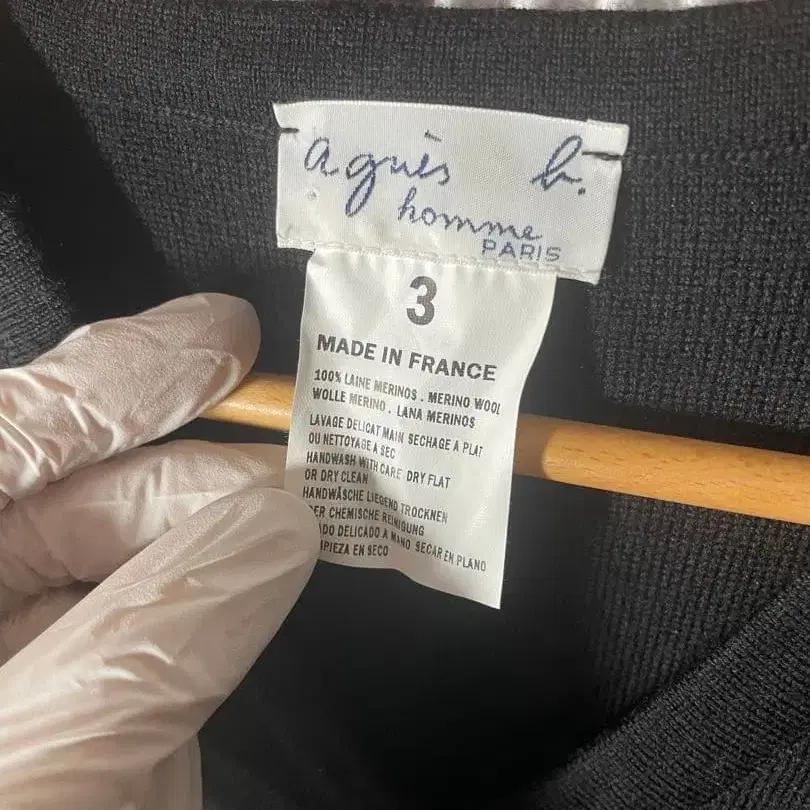 agnès b.
homme
PARIS
3
MADE IN FRANCE
100% LAINE MERINOS . MERINO WOOL
WOLLE MERINO . LANA MERINOS
LAVAGE DELICAT MAIN SECHAGE A PLAT
OU NETTOYAGE A SEC
HANDWASH WITH CARE DRY FLAT
OR DRY CLEAN
HANDWÄSCHE LIEGEND TROCKNEN
CHEMISCHE REINIGUNG
DELICADO A MANO SECAR EN PLANO
EN SECO